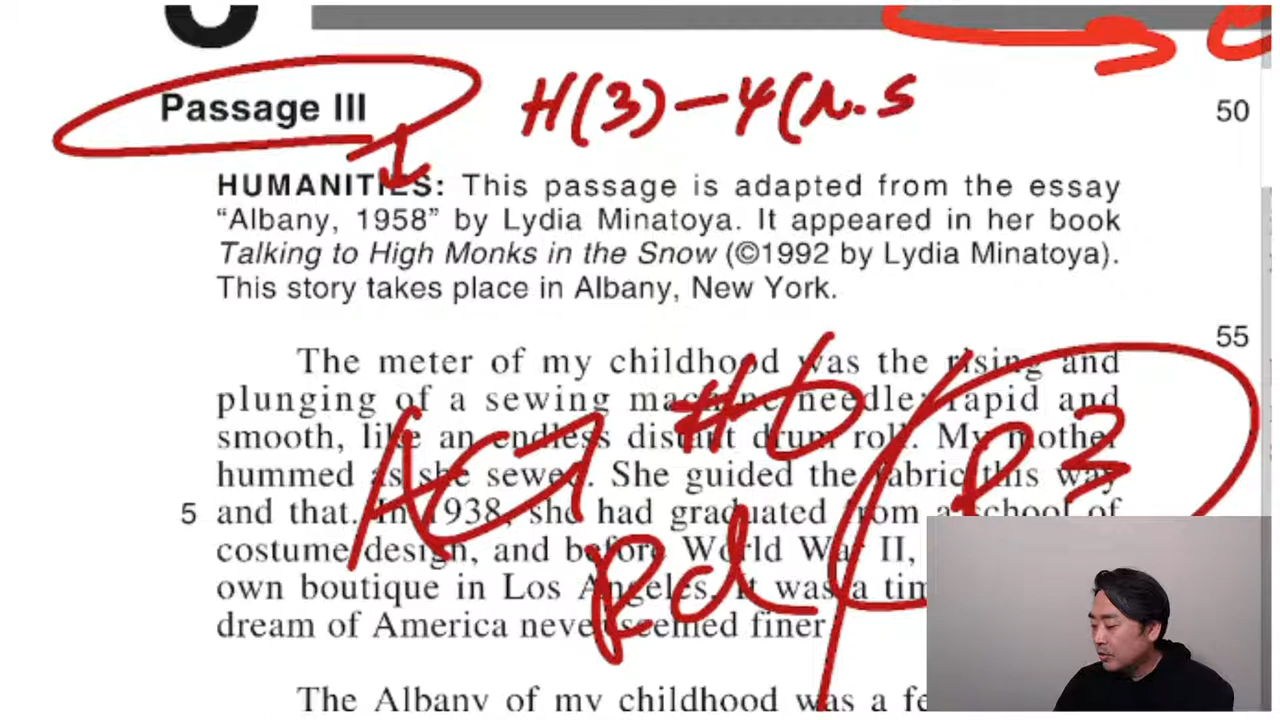 Passage III H(3)-4(N.S
50
HUMANITIES: This passage is adapted from the essay
“Albany, 1958” by Lydia Minatoya. It appeared in her book
Talking to High Monks in the Snow (©1992 by Lydia Minatoya).
This story takes place in Albany, New York.
55
The meter of my childhood was the rising and
plunging of a sewing machine needle; rapid and
smooth, like an endless distant drum roll. My mother
hummed as she sewed. She guided the fabric this way
5 and that. In 1938, she had graduated from a school of
costume design, and before World War II,
own boutique in Los Angeles. It was a tim
dream of America never seemed finer
ACT #6
Rd P3
The Albany of my childhood was a fe